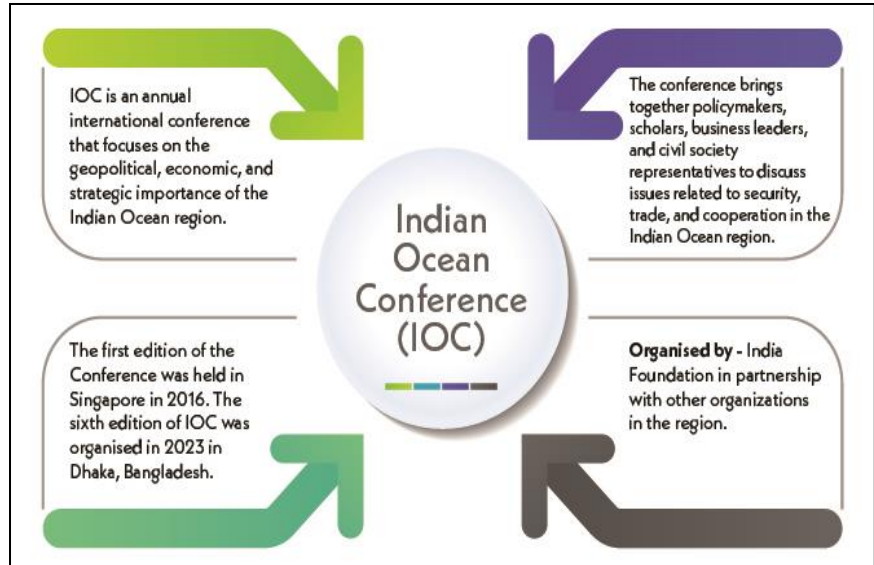 IOC is an annual
international conference
that focuses on the
geopolitical, economic, and
strategic importance of the
Indian Ocean region.
The conference brings
together policymakers,
scholars, business leaders,
and civil society
representatives to discuss
issues related to security,
trade, and cooperation in the
Indian Ocean region.
Indian
Ocean
Conference
(IOC)
The first edition of the
Conference was held in
Singapore in 2016. The
sixth edition of IOC was
organised in 2023 in
Dhaka, Bangladesh.
Organised by - India
Foundation in partnership
with other organizations
in the region.